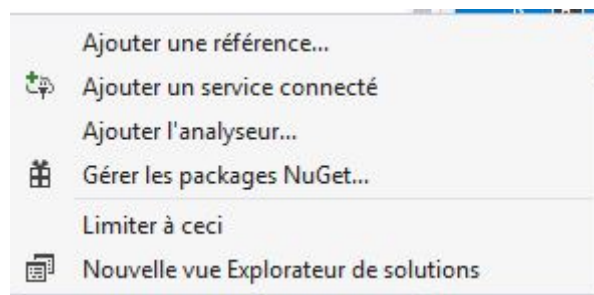 Ajouter une référence...
Ajouter un service connecté
Ajouter l'analyseur...
Gérer les packages NuGet...
Limiter à ceci
Nouvelle vue Explorateur de solutions